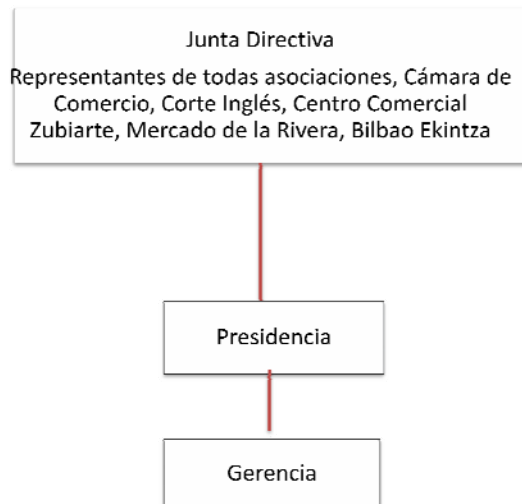 Junta Directiva
Representantes de todas asociaciones, Cámara de
Comercio, Corte Inglés, Centro Comercial
Zubiarte, Mercado de la Rivera, Bilbao Ekintza
Presidencia
Gerencia